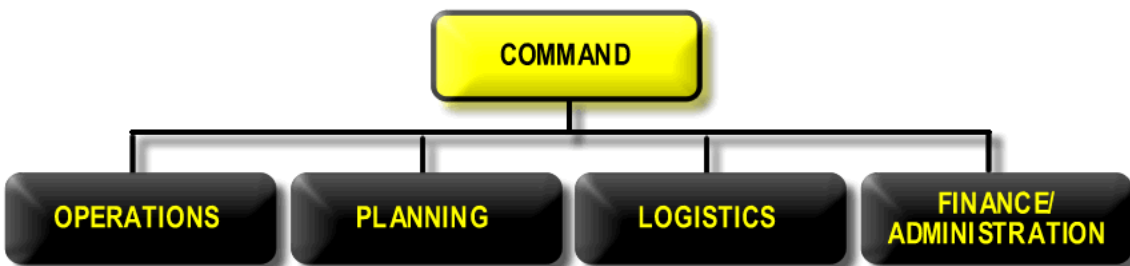 COMMAND
OPERATIONS
PLANNING
LOGISTICS
FINANCE/
ADMINISTRATION